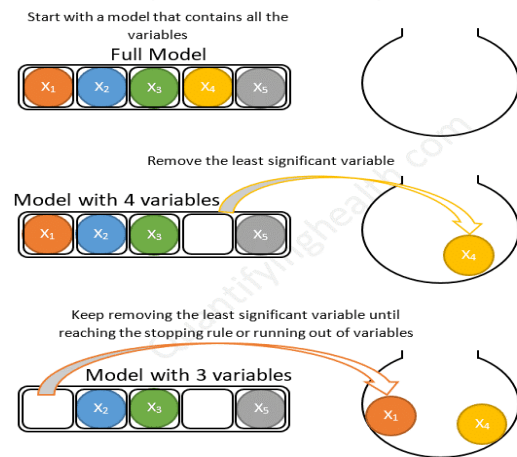 Start with a model that contains all the
variables
Full Model
X₁ X₂ X₃ X₄ X₅
Remove the least significant variable
Model with 4 variables
X₁ X₂ X₃ X₅
X₄
Keep removing the least significant variable until
reaching the stopping rule or running out of variables
Model with 3 variables
X₂ X₃ X₅
X₁ X₄
quantifyinghealth.com